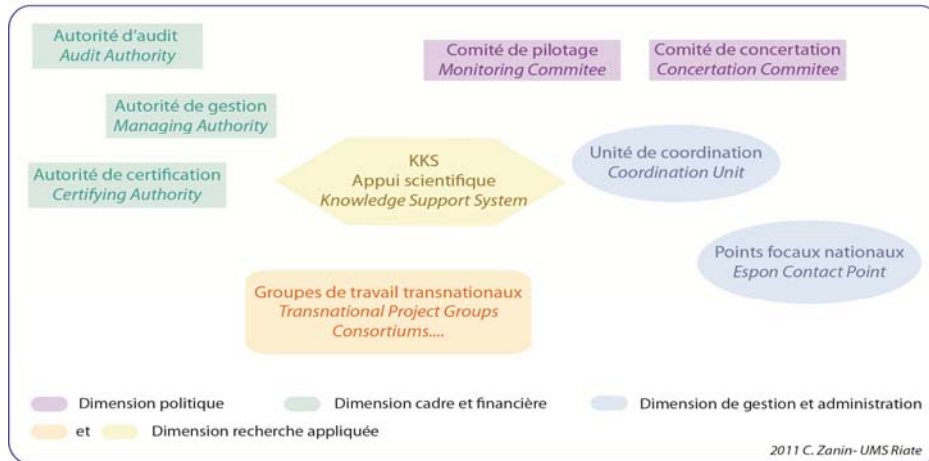 Autorité d'audit
Audit Authority
Comité de pilotage
Monitoring Commitee
Comité de concertation
Concertation Commitee
Autorité de gestion
Managing Authority
KKS
Appui scientifique
Knowledge Support System
Unité de coordination
Coordination Unit
Autorité de certification
Certifying Authority
Points focaux nationaux
Espon Contact Point
Groupes de travail transnationaux
Transnational Project Groups
Consortiums....
Dimension politique
Dimension cadre et financière
Dimension de gestion et administration
et
Dimension recherche appliquée
2011 C. Zanin- UMS Riate